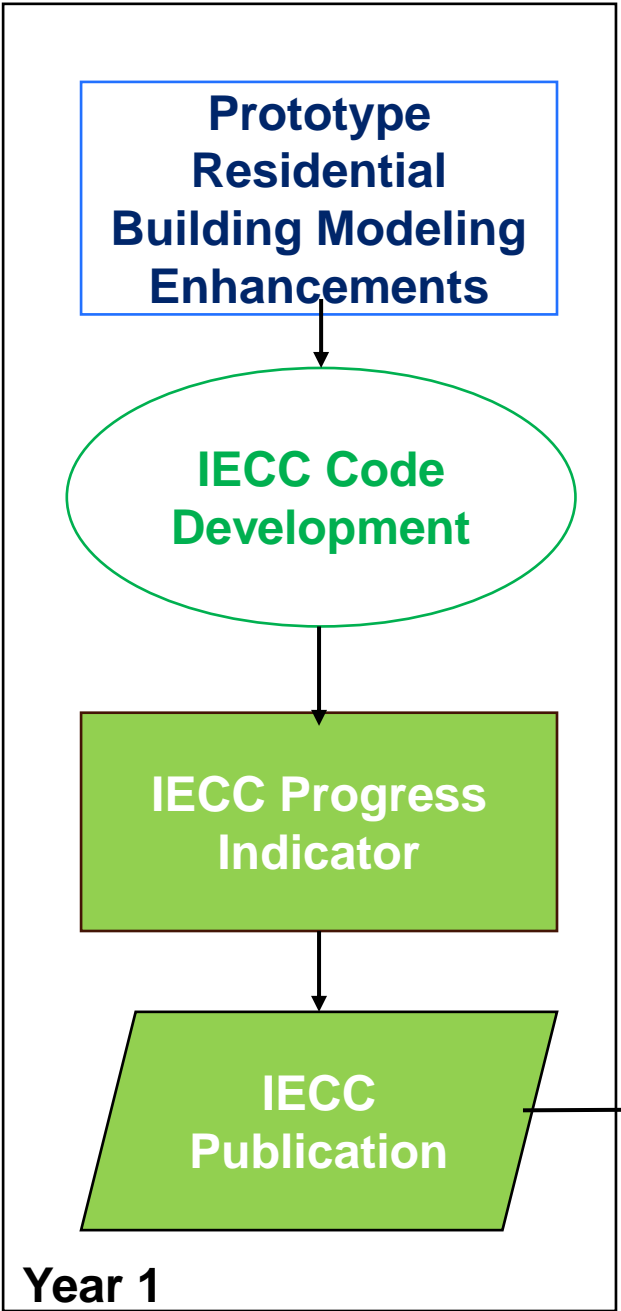 Prototype
Residential
Building Modeling
Enhancements
IECC Code
Development
IECC Progress
Indicator
IECC
Publication
Year 1